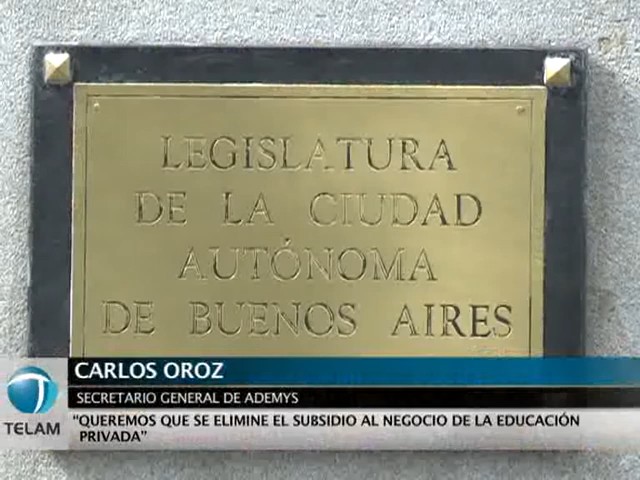 LEGISLATURA
DE LA CIUDAD
AUTÓNOMA
DE BUENOS AIRES
CARLOS OROZ
SECRETARIO GENERAL DE ADEMYS
TELAM
"QUEREMOS QUE SE ELIMINE EL SUBSIDIO AL NEGOCIO DE LA EDUCACIÓN
PRIVADA"